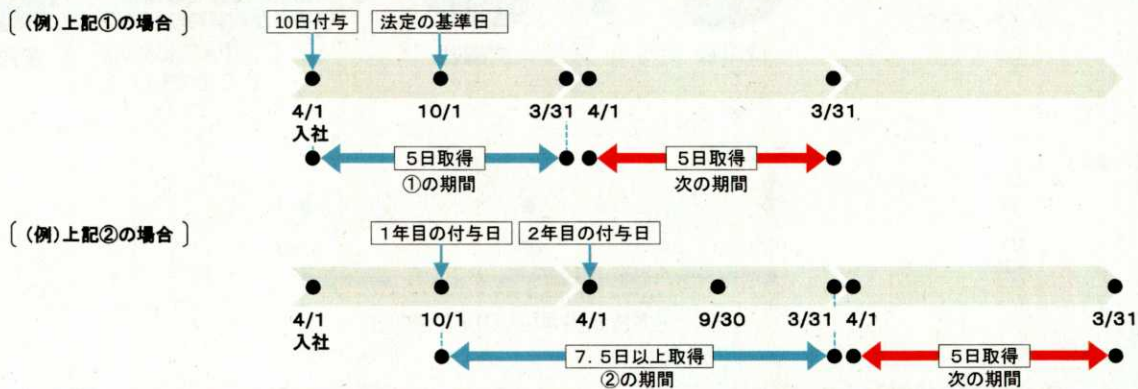 〔(例)上記①の場合〕
10日付与 法定の基準日
4/1 10/1 3/31 4/1 3/31
入社
5日取得 5日取得
①の期間 次の期間
〔(例)上記②の場合〕
1年目の付与日 2年目の付与日
4/1 10/1 4/1 9/30 3/31 4/1 3/31
入社
7.5日以上取得 5日取得
②の期間 次の期間